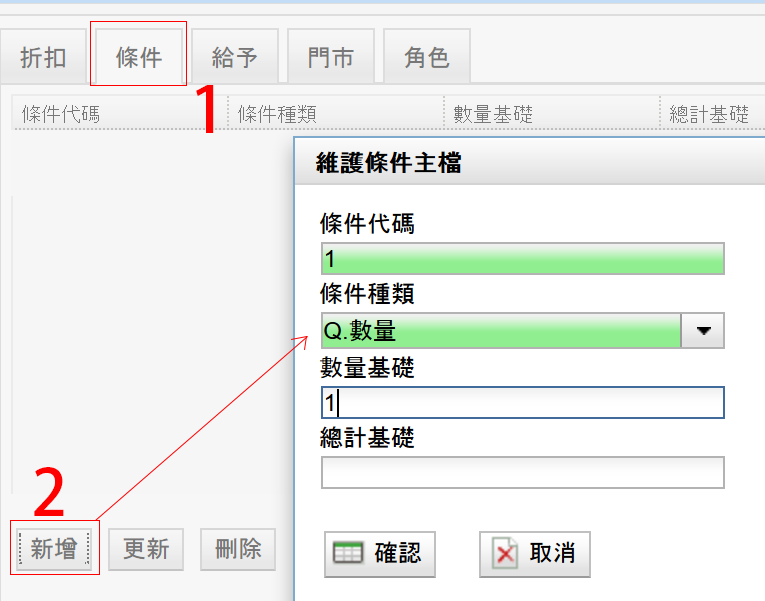 折扣 條件 給予 門市 角色
1
條件代碼 條件種類 數量基礎 總計基礎
維護條件主檔
條件代碼
1
條件種類
Q.數量
數量基礎
1
總計基礎
2
新增 更新 刪除
確認 取消